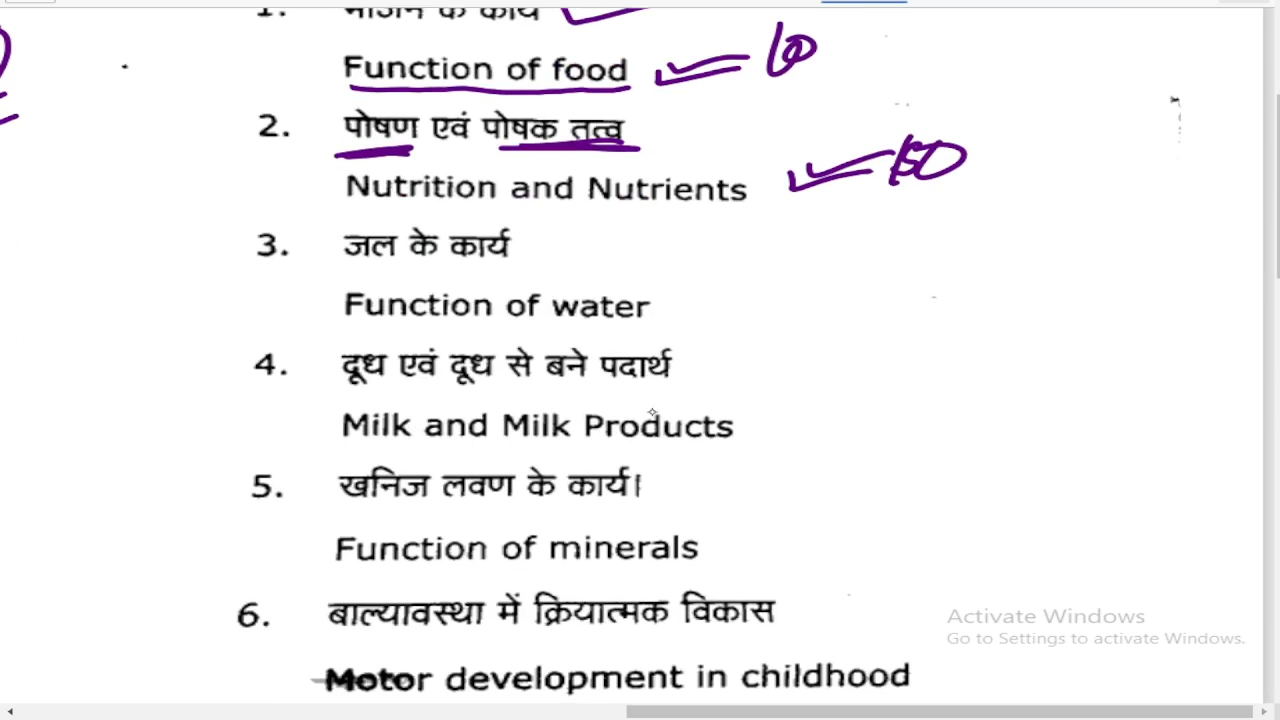 1. भोजन के कार्य
Function of food
2. पोषण एवं पोषक तत्व
Nutrition and Nutrients
3. जल के कार्य
Function of water
4. दूध एवं दूध से बने पदार्थ
Milk and Milk Products
5. खनिज लवण के कार्य।
Function of minerals
6. बाल्यावस्था में क्रियात्मक विकास
Motor development in childhood
Activate Windows
Go to Settings to activate Windows.